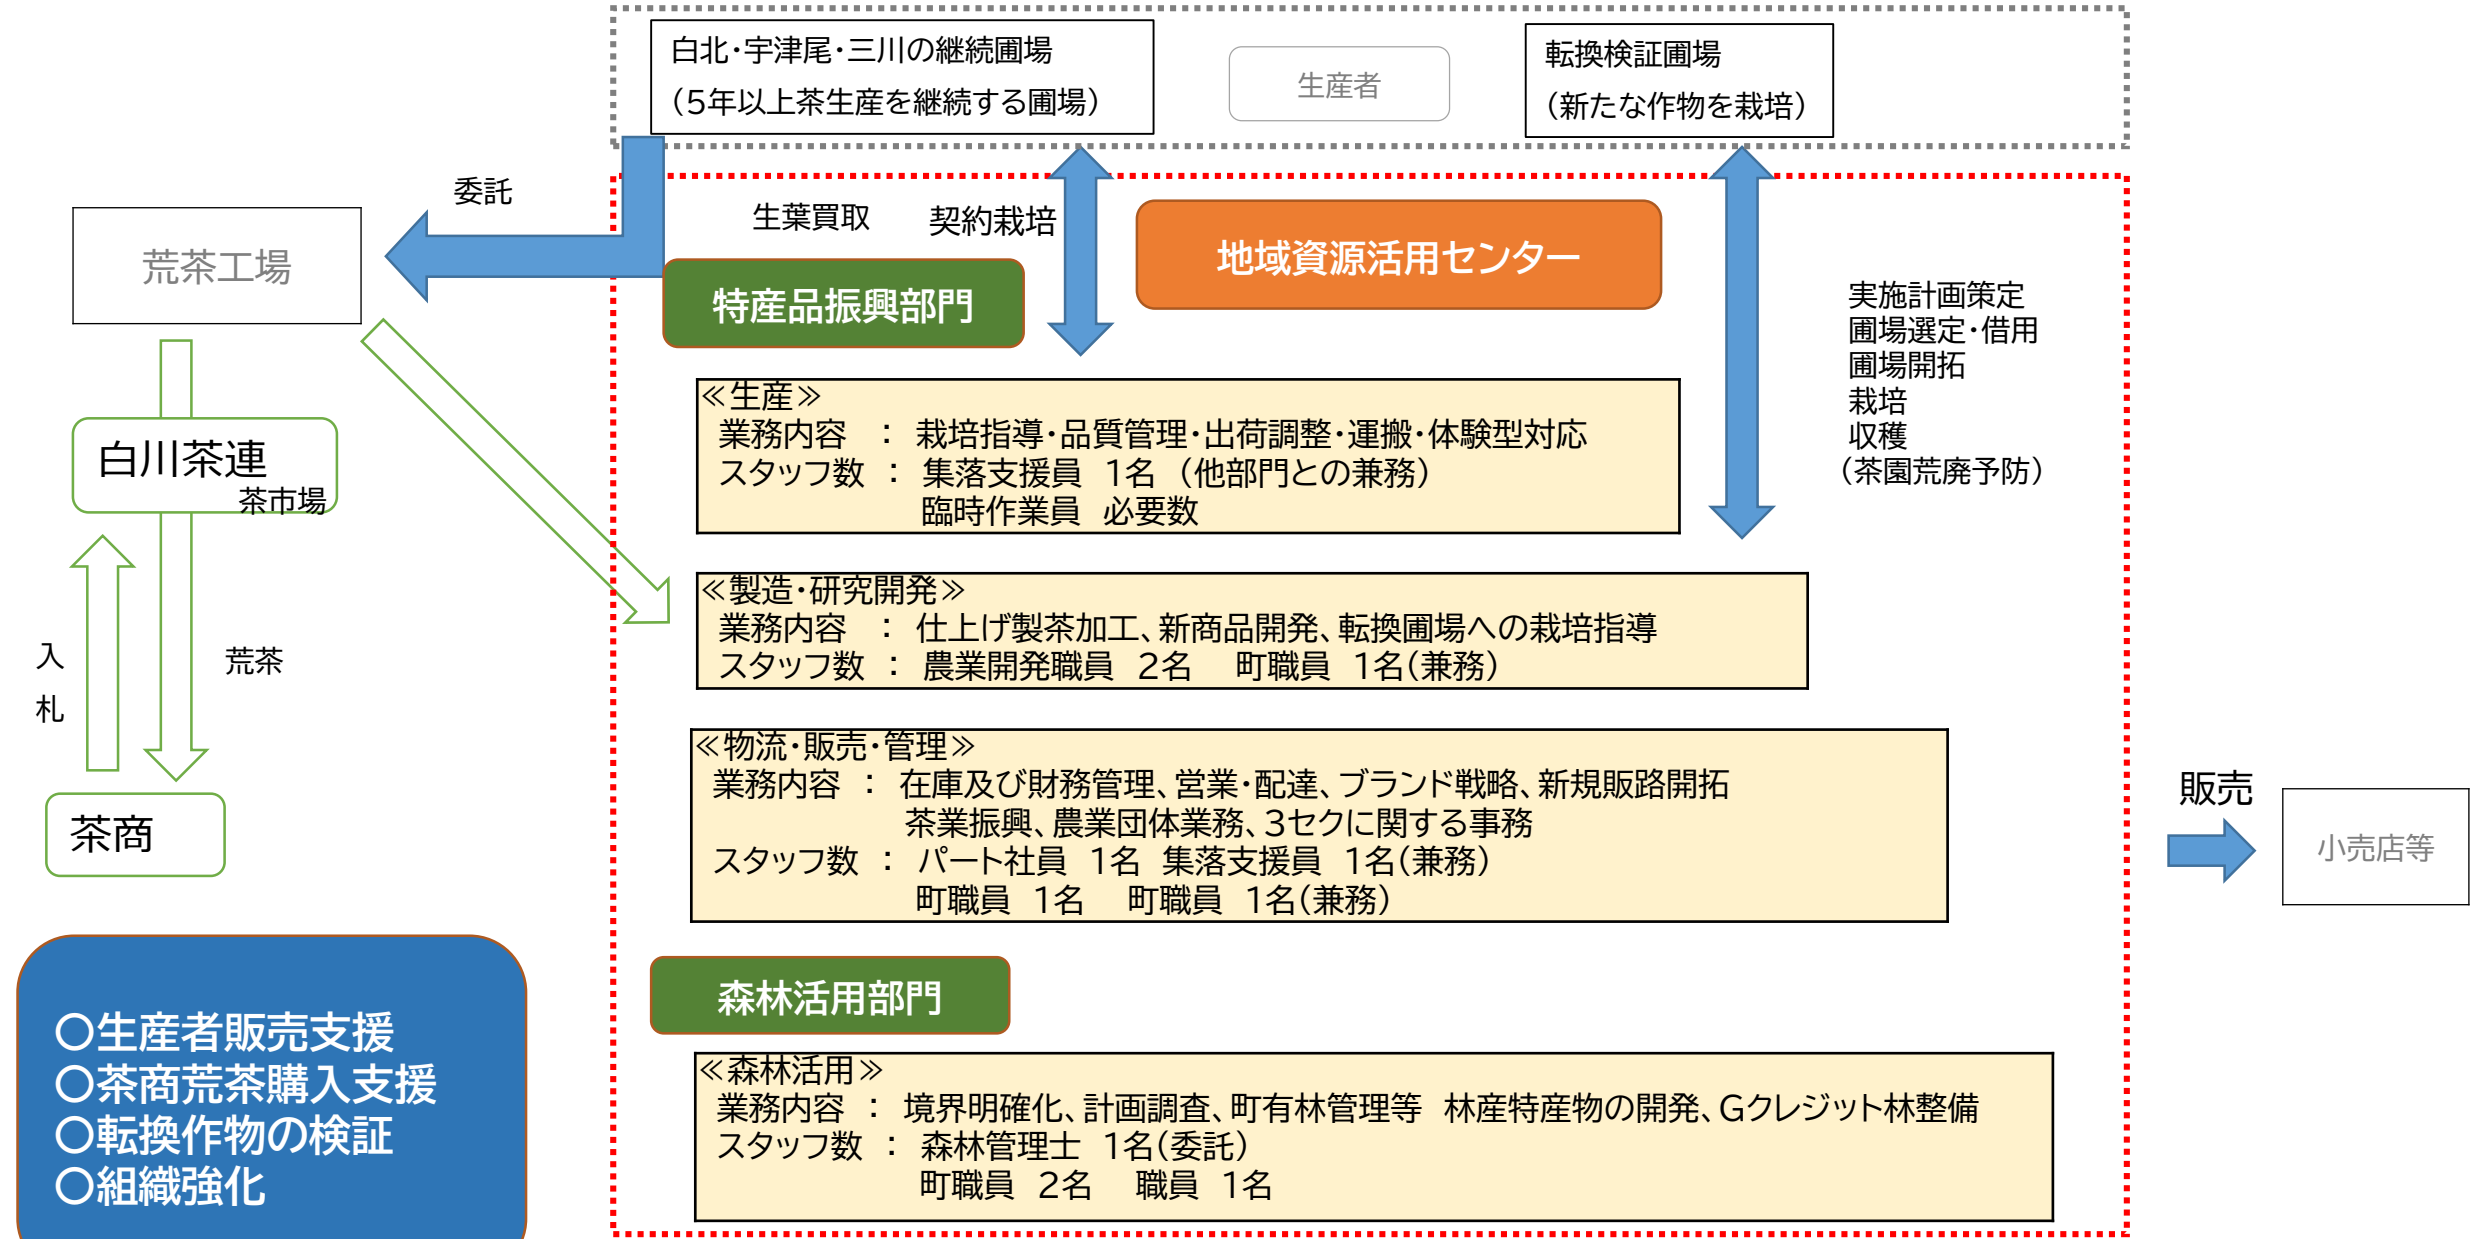 白北・宇津尾・三川の継続圃場
（５年以上茶生産を継続する圃場）
生産者
転換検証圃場
（新たな作物を栽培）
委託
生葉買取
契約栽培
地域資源活用センター
荒茶工場
特産品振興部門
実施計画策定
圃場選定・借用
圃場開拓
栽培
収穫
（茶園荒廃予防）
≪生産≫
業務内容　：　栽培指導・品質管理・出荷調整・運搬・体験型対応
スタッフ数　：　集落支援員　１名　（他部門との兼務）
臨時作業員　必要数
白川茶連
茶市場
≪製造・研究開発≫
業務内容　：　仕上げ製茶加工、新商品開発、転換圃場への栽培指導
スタッフ数　：　農業開発職員　２名　　町職員　１名（兼務）
入
札
荒茶
≪物流・販売・管理≫
業務内容　：　在庫及び財務管理、営業・配達、ブランド戦略、新規販路開拓
茶業振興、農業団体業務、３セクに関する事務
スタッフ数　：　パート社員　１名　集落支援員　１名（兼務）
町職員　１名　　町職員　１名（兼務）
茶商
販売
小売店等
森林活用部門
≪森林活用≫
業務内容　：　境界明確化、計画調査、町有林管理等　林産特産物の開発、Gクレジット林整備
スタッフ数　：　森林管理士　１名（委託）
町職員　２名　　職員　１名
〇生産者販売支援
〇茶商荒茶購入支援
〇転換作物の検証
〇組織強化